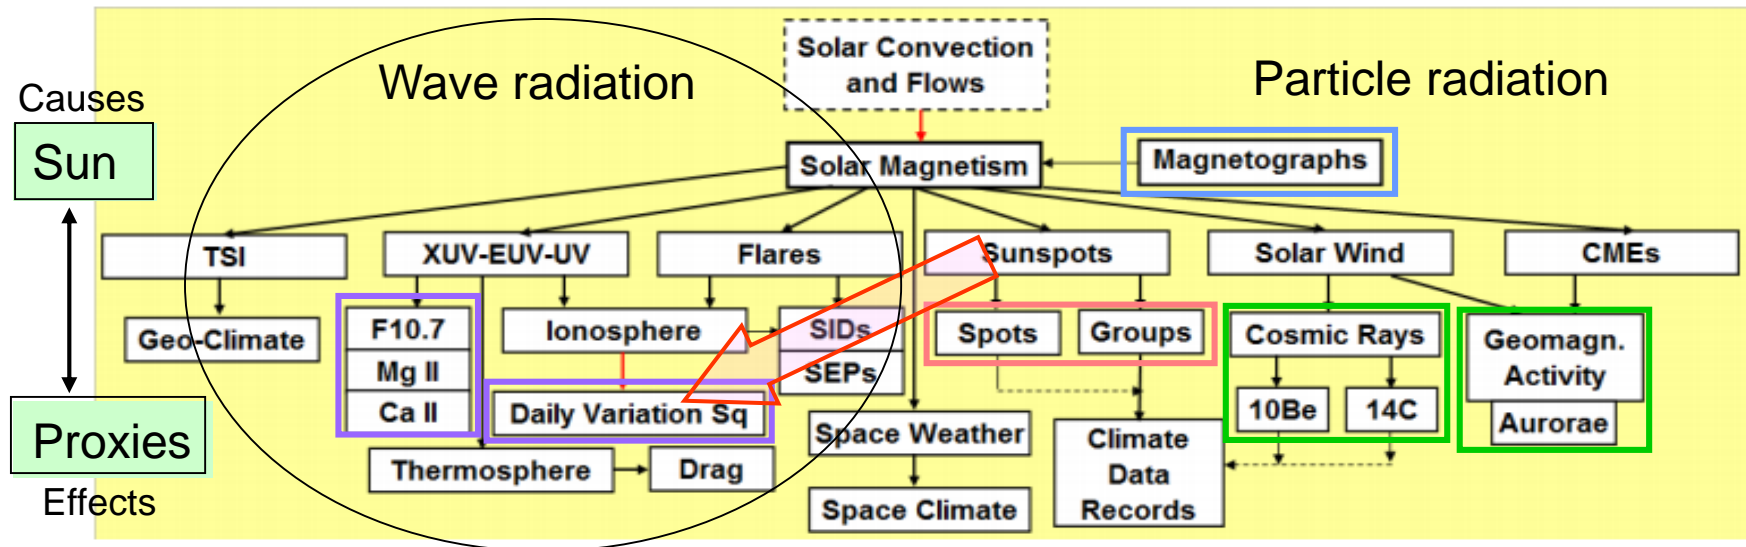 Solar Convection
and Flows
Wave radiation
Particle radiation
Causes
Sun
Solar Magnetism
Magnetographs
TSI
XUV-EUV-UV
Flares
Sunspots
Solar Wind
CMEs
Geo-Climate
F10.7
Mg II
Ca II
Ionosphere
SIDs
SEPs
Spots
Groups
Cosmic Rays
10Be
14C
Geomagn.
Activity
Aurorae
Daily Variation Sq
Proxies
Effects
Thermosphere
Drag
Space Weather
Space Climate
Climate
Data
Records